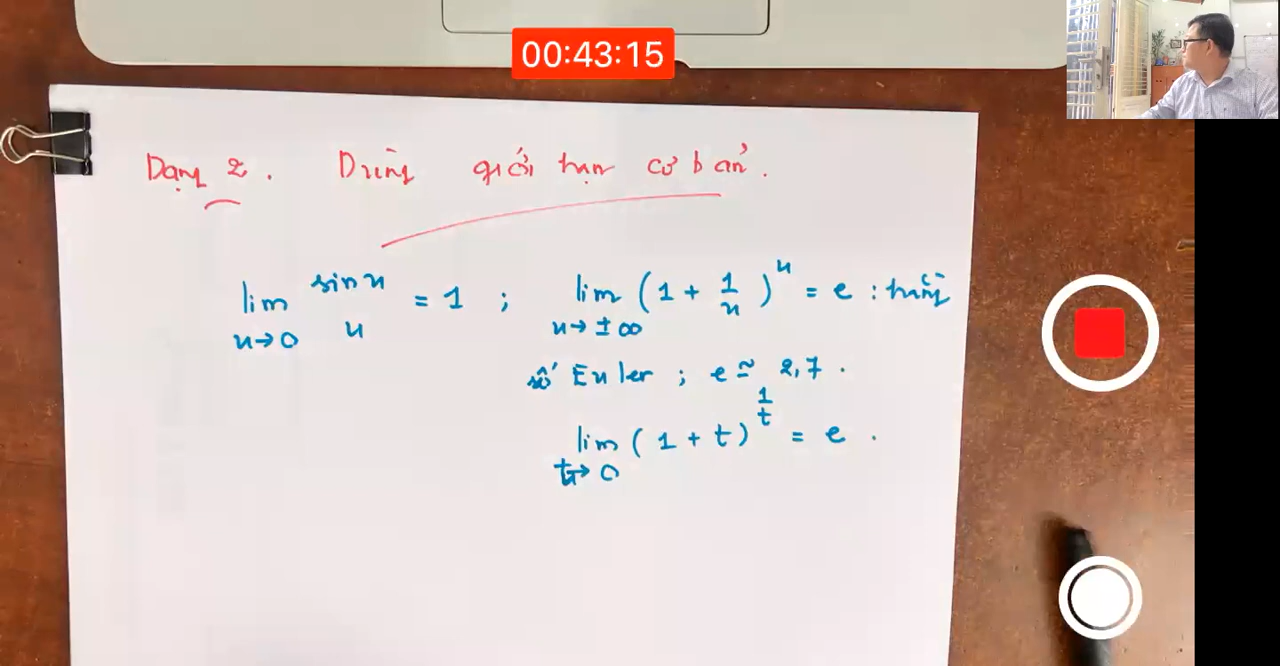 00:43:15
Dạng 2. Dùng giới hạn cơ bản.
lim sin u / u = 1 ; lim (1 + 1/u)^u = e : hằng
u→0 u→ ±∞
số Euler ; e ≃ 2,7.
lim (1 + t)^1/t = e.
t→0